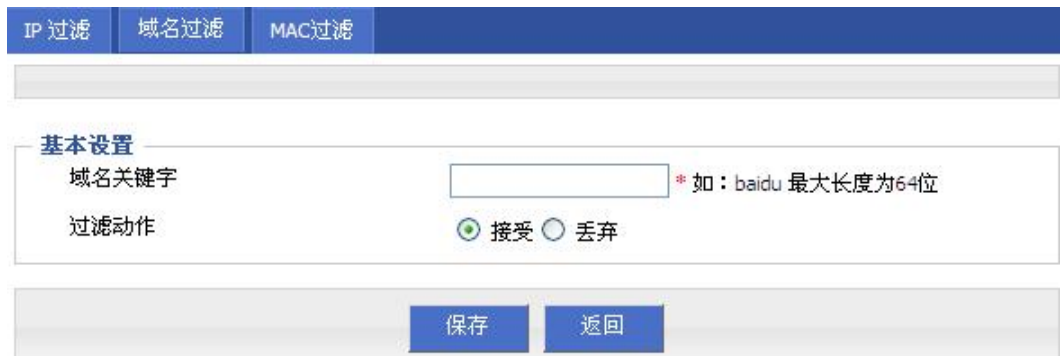 IP 过滤 域名过滤 MAC过滤
基本设置
域名关键字 * 如：baidu 最大长度为64位
过滤动作 接受 丢弃
保存 返回